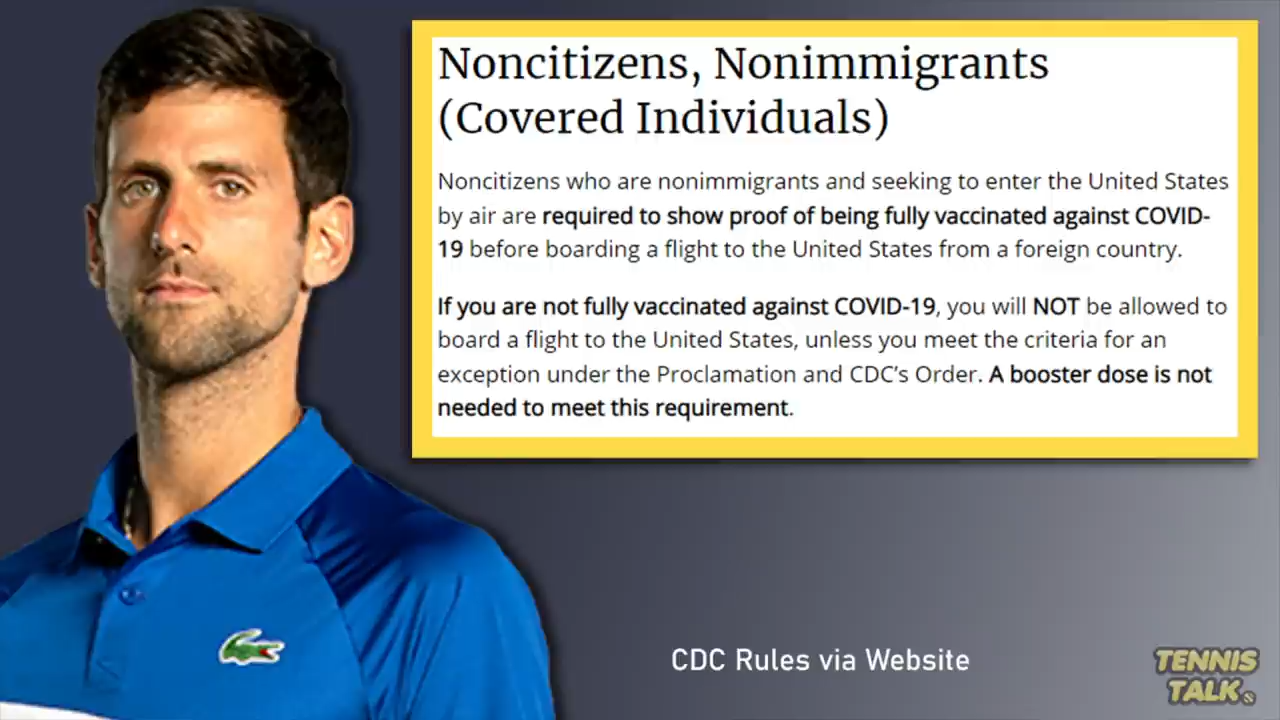 Noncitizens, Nonimmigrants
(Covered Individuals)
Noncitizens who are nonimmigrants and seeking to enter the United States
by air are required to show proof of being fully vaccinated against COVID-
19 before boarding a flight to the United States from a foreign country.
If you are not fully vaccinated against COVID-19, you will NOT be allowed to
board a flight to the United States, unless you meet the criteria for an
exception under the Proclamation and CDC’s Order. A booster dose is not
needed to meet this requirement.
CDC Rules via Website
TENNIS
TALK